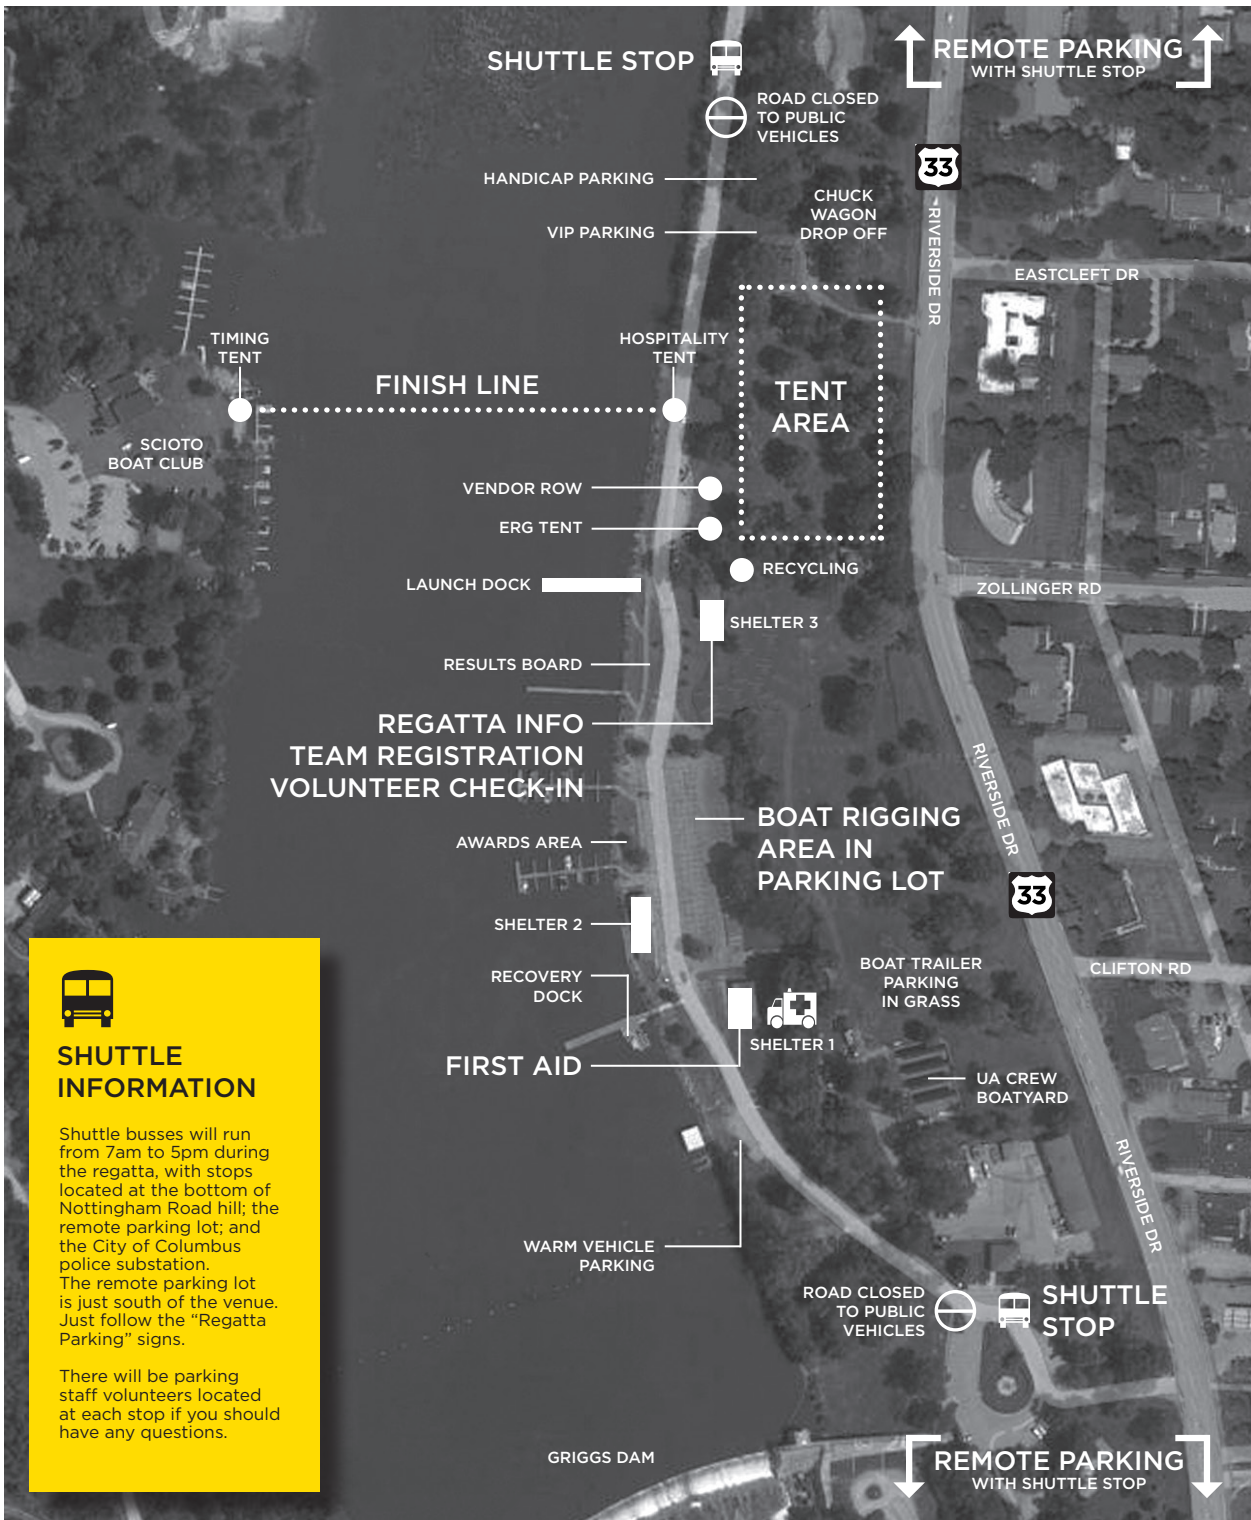 SHUTTLE STOP
REMOTE PARKING
WITH SHUTTLE STOP
ROAD CLOSED
TO PUBLIC
VEHICLES
33
HANDICAP PARKING
CHUCK
WAGON
DROP OFF
VIP PARKING
RIVERSIDE DR
EASTCLEFT DR
TIMING
TENT
HOSPITALITY
TENT
FINISH LINE
TENT
AREA
SCIOTO
BOAT CLUB
VENDOR ROW
ERG TENT
RECYCLING
LAUNCH DOCK
ZOLLINGER RD
SHELTER 3
RESULTS BOARD
REGATTA INFO
TEAM REGISTRATION
VOLUNTEER CHECK-IN
RIVERSIDE DR
BOAT RIGGING
AREA IN
PARKING LOT
AWARDS AREA
33
SHELTER 2
BOAT TRAILER
PARKING
IN GRASS
CLIFTON RD
RECOVERY
DOCK
SHELTER 1
FIRST AID
UA CREW
BOATYARD
RIVERSIDE DR
WARM VEHICLE
PARKING
ROAD CLOSED
TO PUBLIC
VEHICLES
SHUTTLE
STOP
GRIGGS DAM
REMOTE PARKING
WITH SHUTTLE STOP
SHUTTLE
INFORMATION
Shuttle busses will run
from 7am to 5pm during
the regatta, with stops
located at the bottom of
Nottingham Road hill; the
remote parking lot; and
the City of Columbus
police substation.
The remote parking lot
is just south of the venue.
Just follow the “Regatta
Parking” signs.
There will be parking
staff volunteers located
at each stop if you should
have any questions.